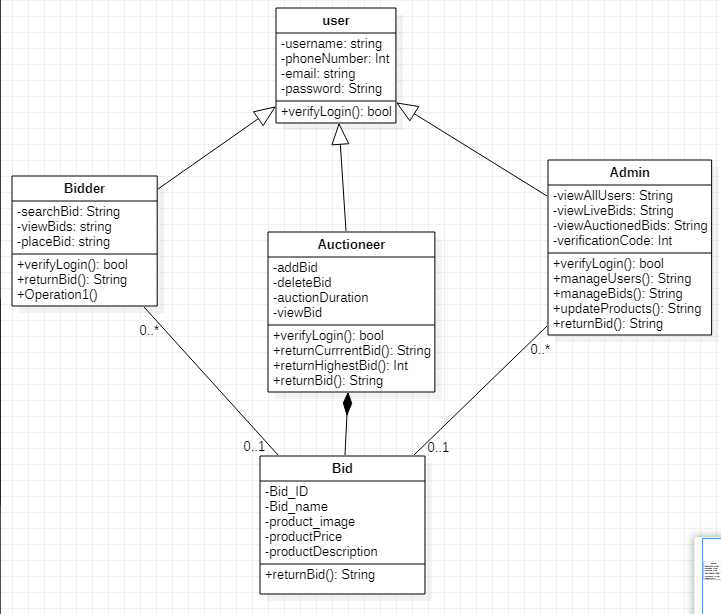 user
-username: string
-phoneNumber: Int
-email: string
-password: String
+verifyLogin(): bool
Bidder
-searchBid: String
-viewBids: string
-placeBid: string
+verifyLogin(): bool
+returnBid(): String
+Operation1()
Auctioneer
-addBid
-deleteBid
-auctionDuration
-viewBid
+verifyLogin(): bool
+returnCurrrentBid(): String
+returnHighestBid(): Int
+returnBid(): String
Admin
-viewAllUsers: String
-viewLiveBids: String
-viewAuctionedBids: String
-verificationCode: Int
+verifyLogin(): bool
+manageUsers(): String
+manageBids(): String
+updateProducts(): String
+returnBid(): String
0..*
0..*
0..1
0..1
Bid
-Bid_ID
-Bid_name
-product_image
-productPrice
-productDescription
+returnBid(): String